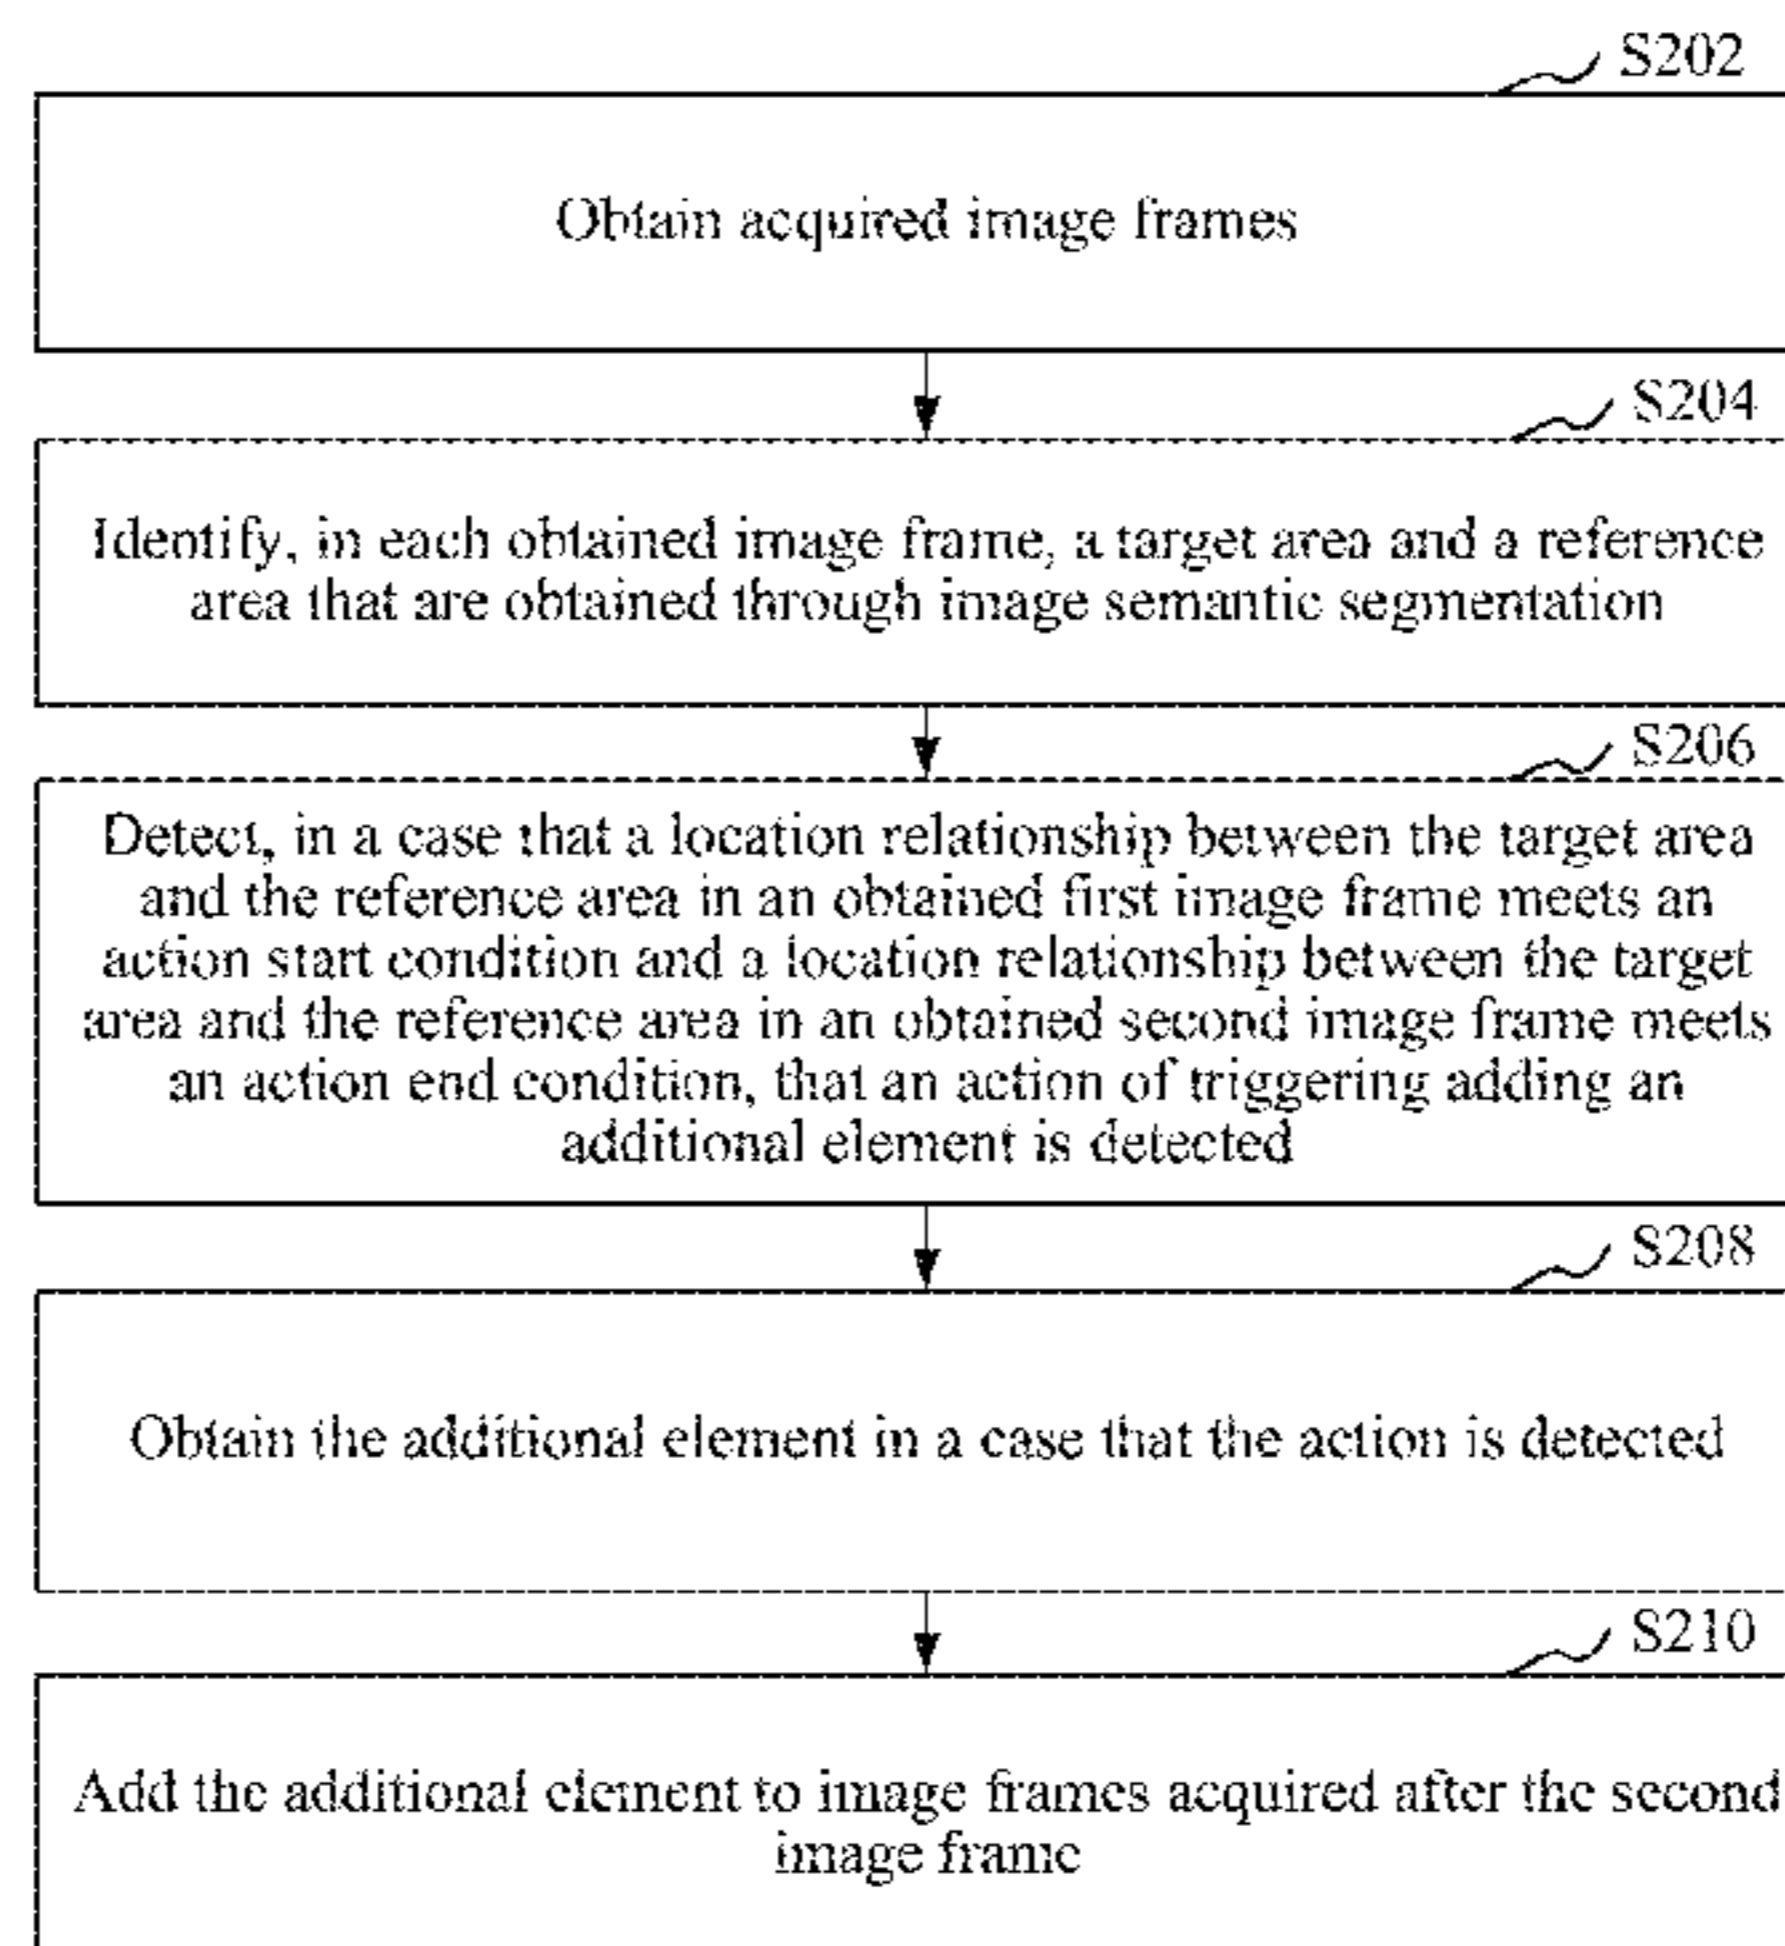 S202
Obtain acquired image frames
S204
Identify, in each obtained image frame, a target area and a reference
area that are obtained through image semantic segmentation
S206
Detect, in a case that a location relationship between the target area
and the reference area in an obtained first image frame meets an
action start condition and a location relationship between the target
area and the reference area in an obtained second image frame meets
an action end condition, that an action of triggering adding an
additional element is detected
S208
Obtain the additional element in a case that the action is detected
S210
Add the additional element to image frames acquired after the second
image frame